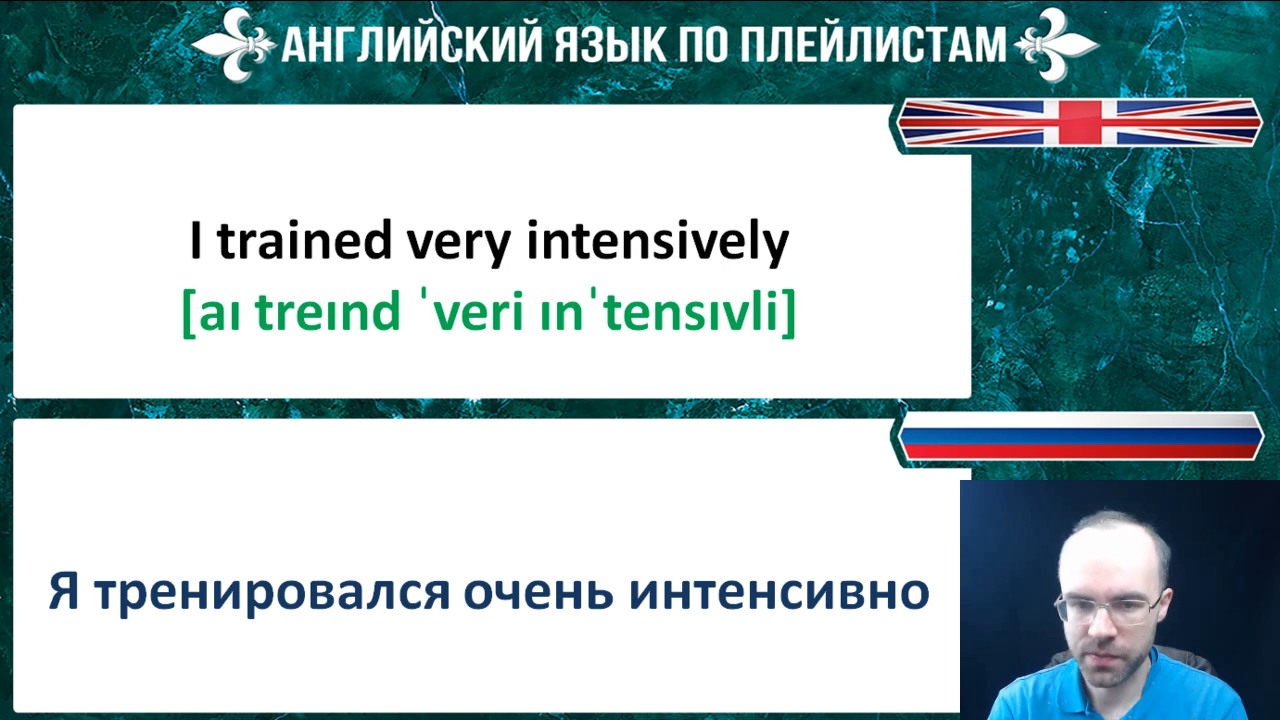 АНГЛИЙСКИЙ ЯЗЫК ПО ПЛЕЙЛИСТАМ
I trained very intensively
[aɪ treɪnd ˈveri ɪnˈtensɪvli]
Я тренировался очень интенсивно